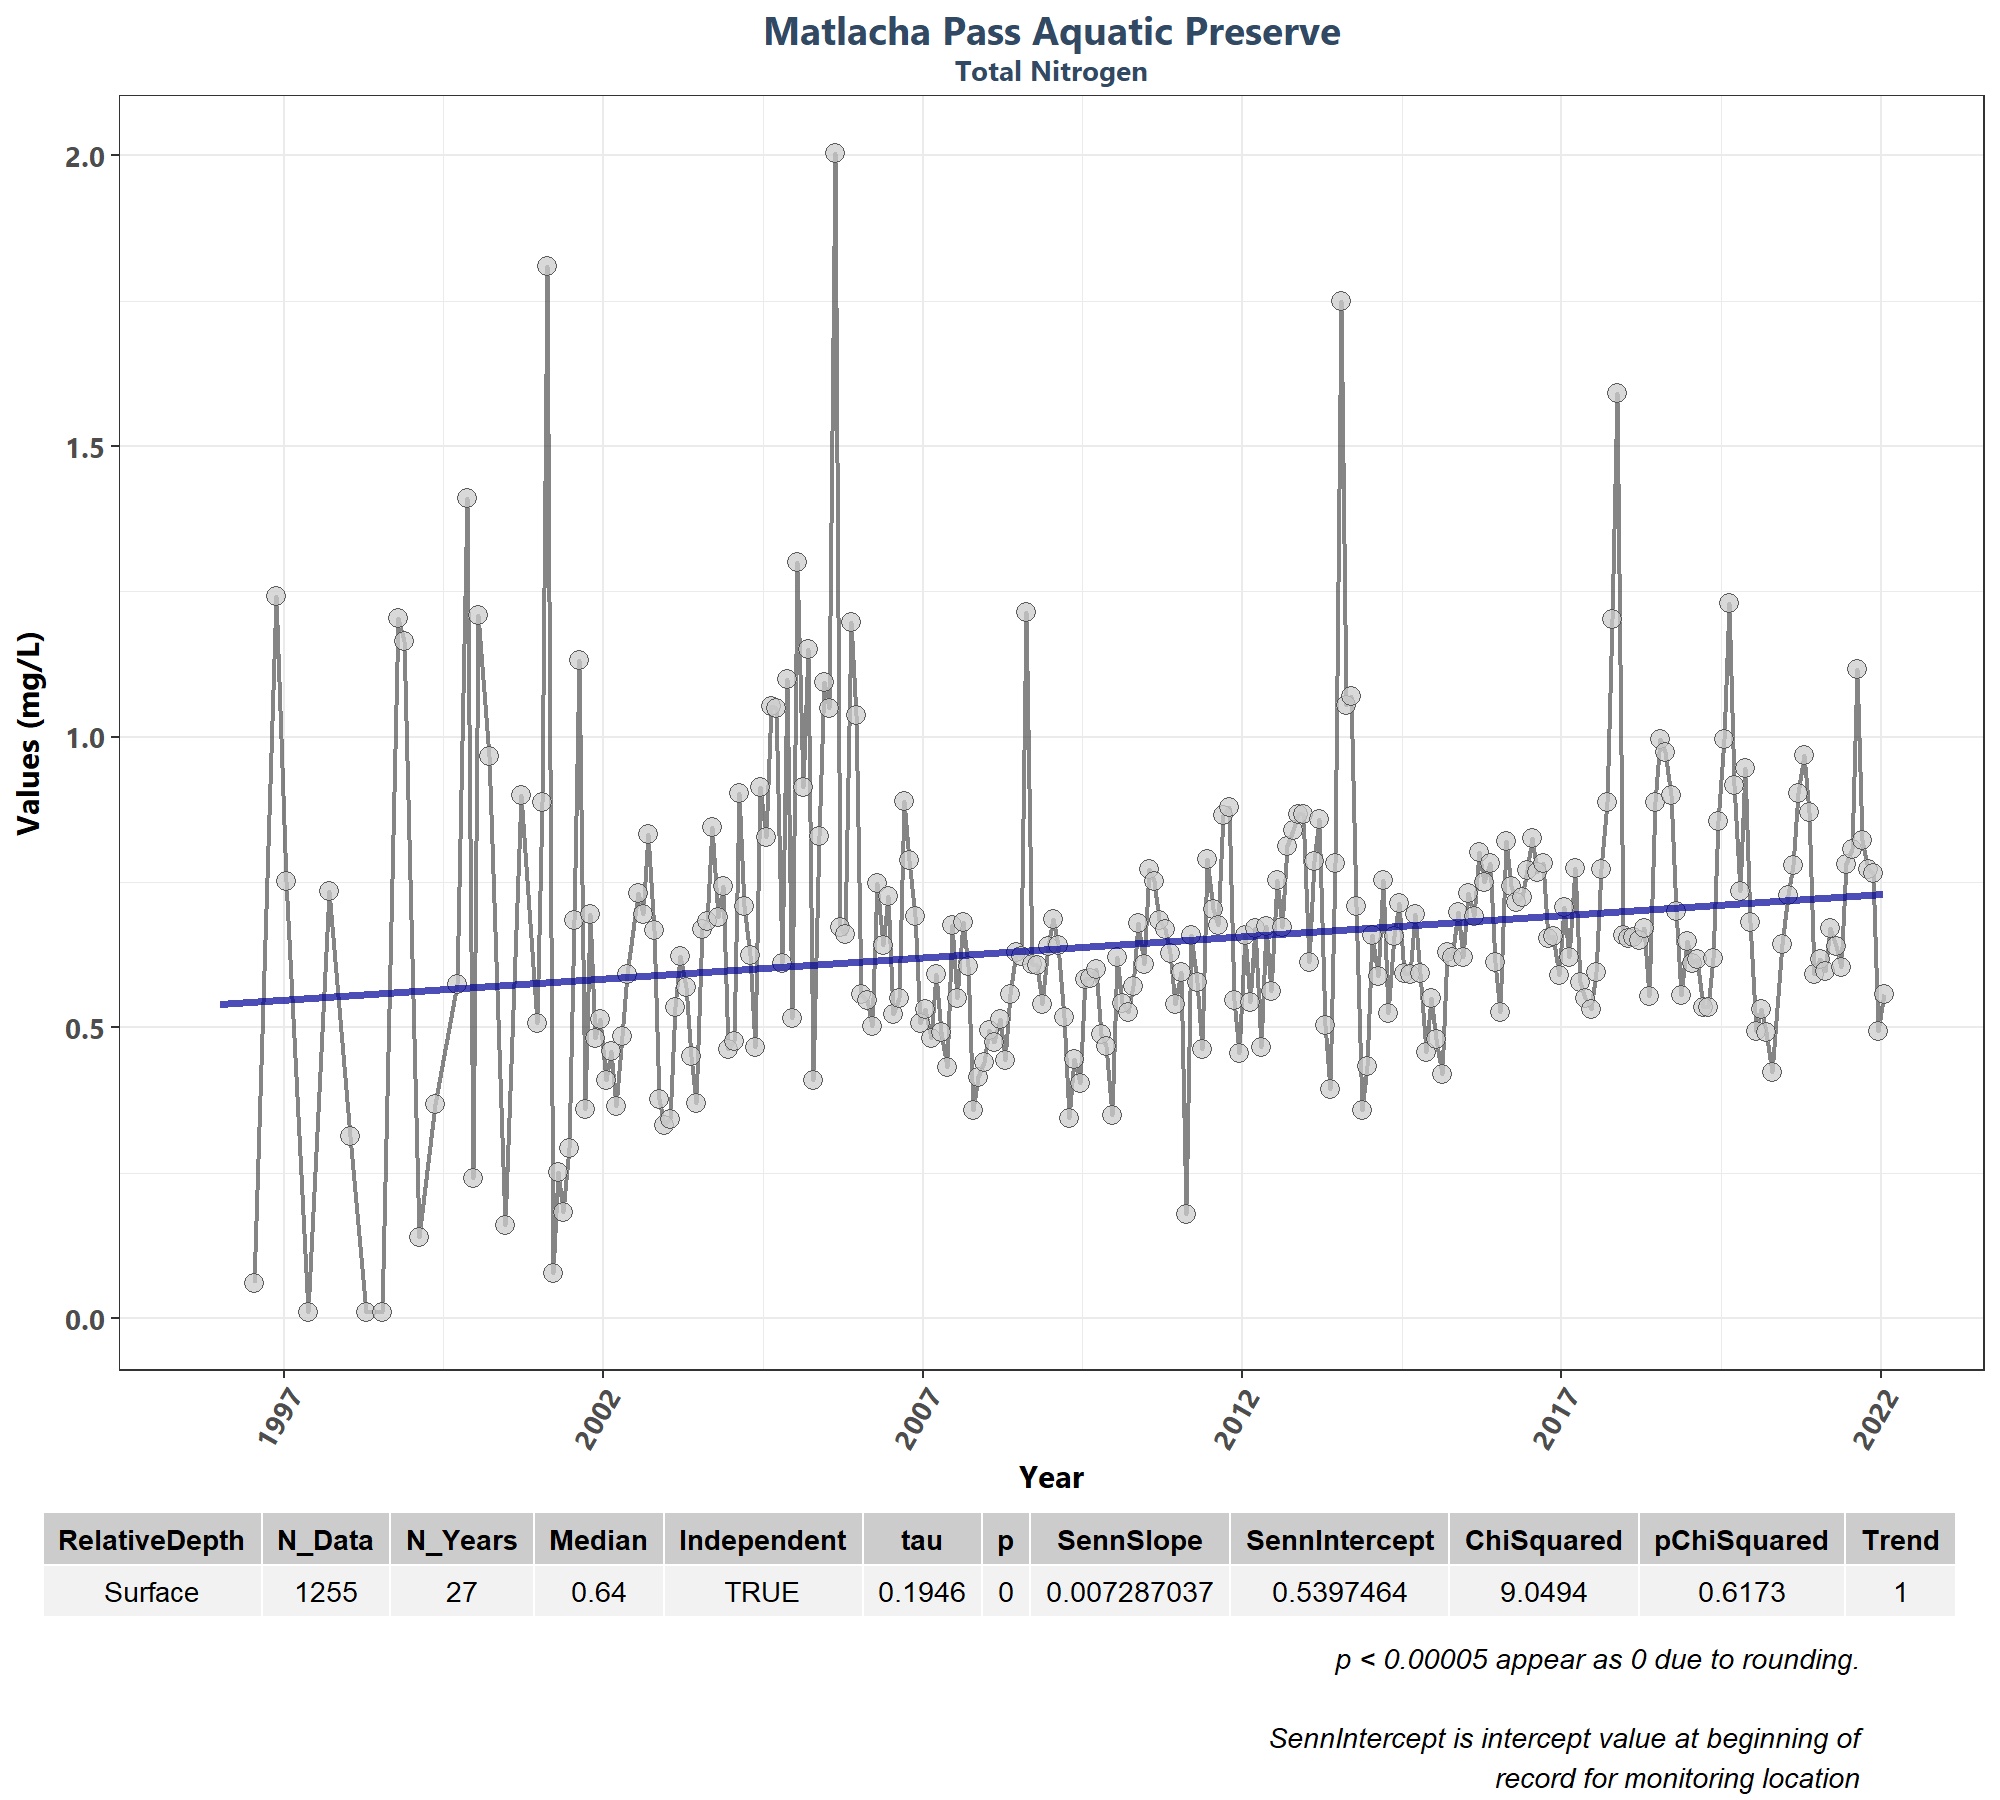 Matlacha Pass Aquatic Preserve
Total Nitrogen
Values (mg/L)
2.0
1.5
1.0
0.5
0.0
1997 2002 2007 2012 2017 2022
Year
RelativeDepth N_Data N_Years Median Independent tau p SennSlope SennIntercept ChiSquared pChiSquared Trend
Surface 1255 27 0.64 TRUE 0.1946 0 0.007287037 0.5397464 9.0494 0.6173 1
p < 0.00005 appear as 0 due to rounding.
SennIntercept is intercept value at beginning of
record for monitoring location